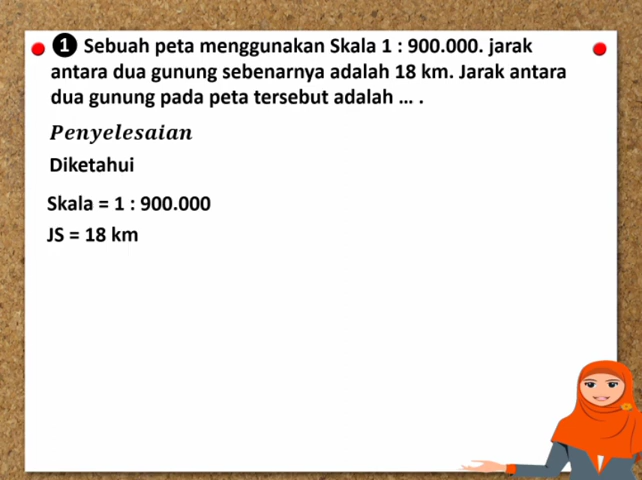 1 Sebuah peta menggunakan Skala 1 : 900.000. jarak
antara dua gunung sebenarnya adalah 18 km. Jarak antara
dua gunung pada peta tersebut adalah ... .
Penyelesaian
Diketahui
Skala = 1 : 900.000
JS = 18 km